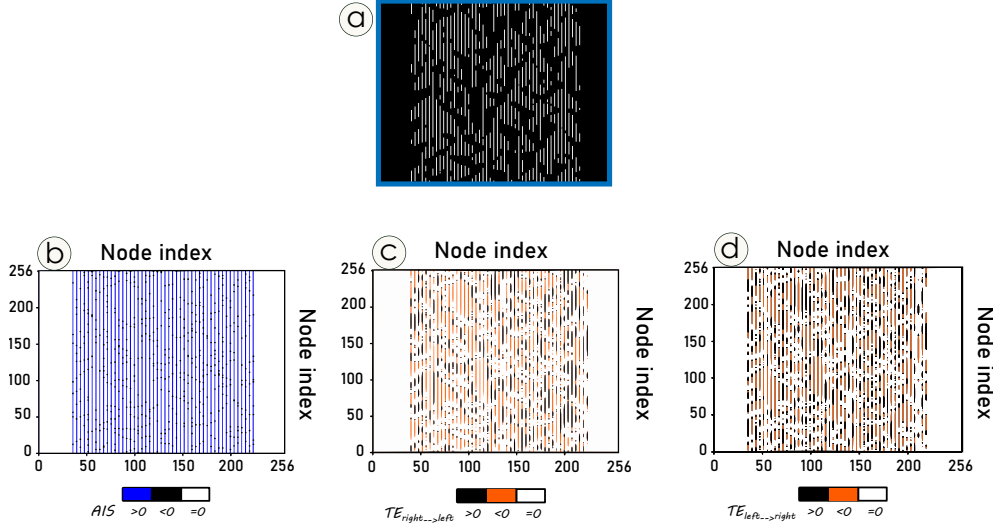 a
b
Node index
256
200
150
100
50
0
0 50 100 150 200 256
Node index
AIS >0 <0 =0
c
Node index
256
200
150
100
50
0
0 50 100 150 200 256
Node index
TEright-->left >0 <0 =0
d
Node index
256
200
150
100
50
0
0 50 100 150 200 256
Node index
TEleft-->right >0 <0 =0